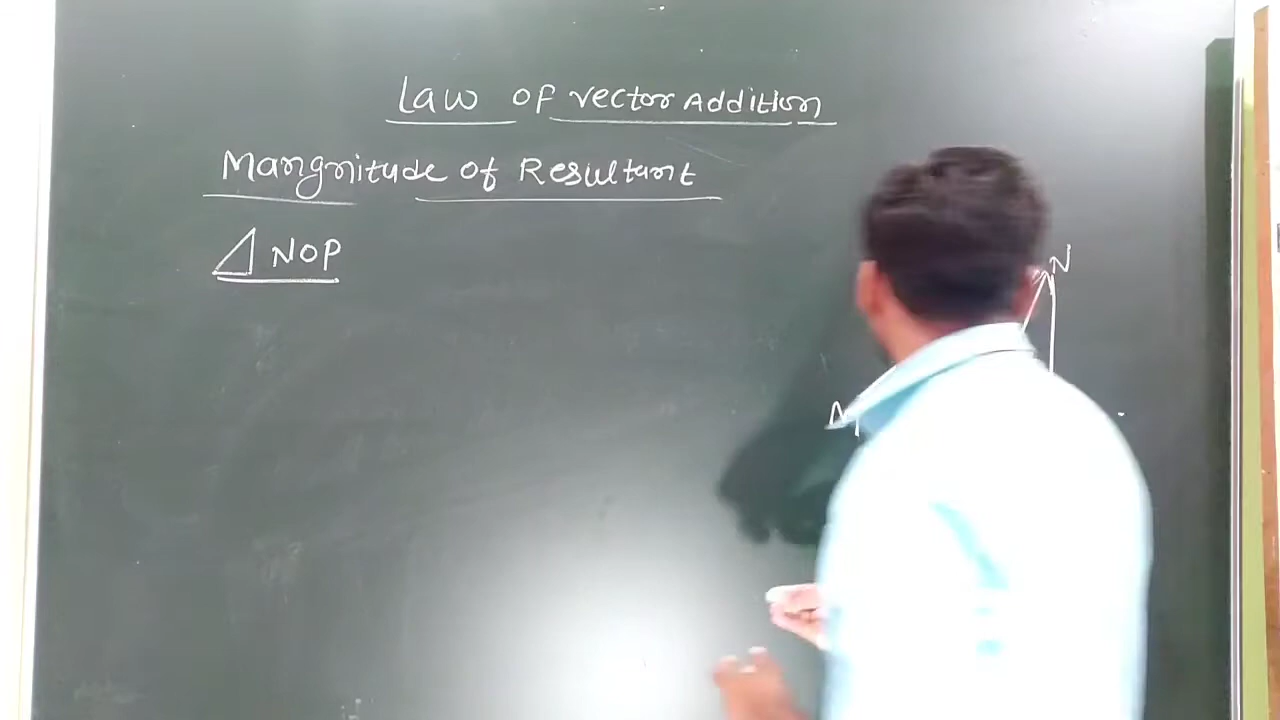 Law of vector Addition
Mangnitude of Resultant
△ NOP
N